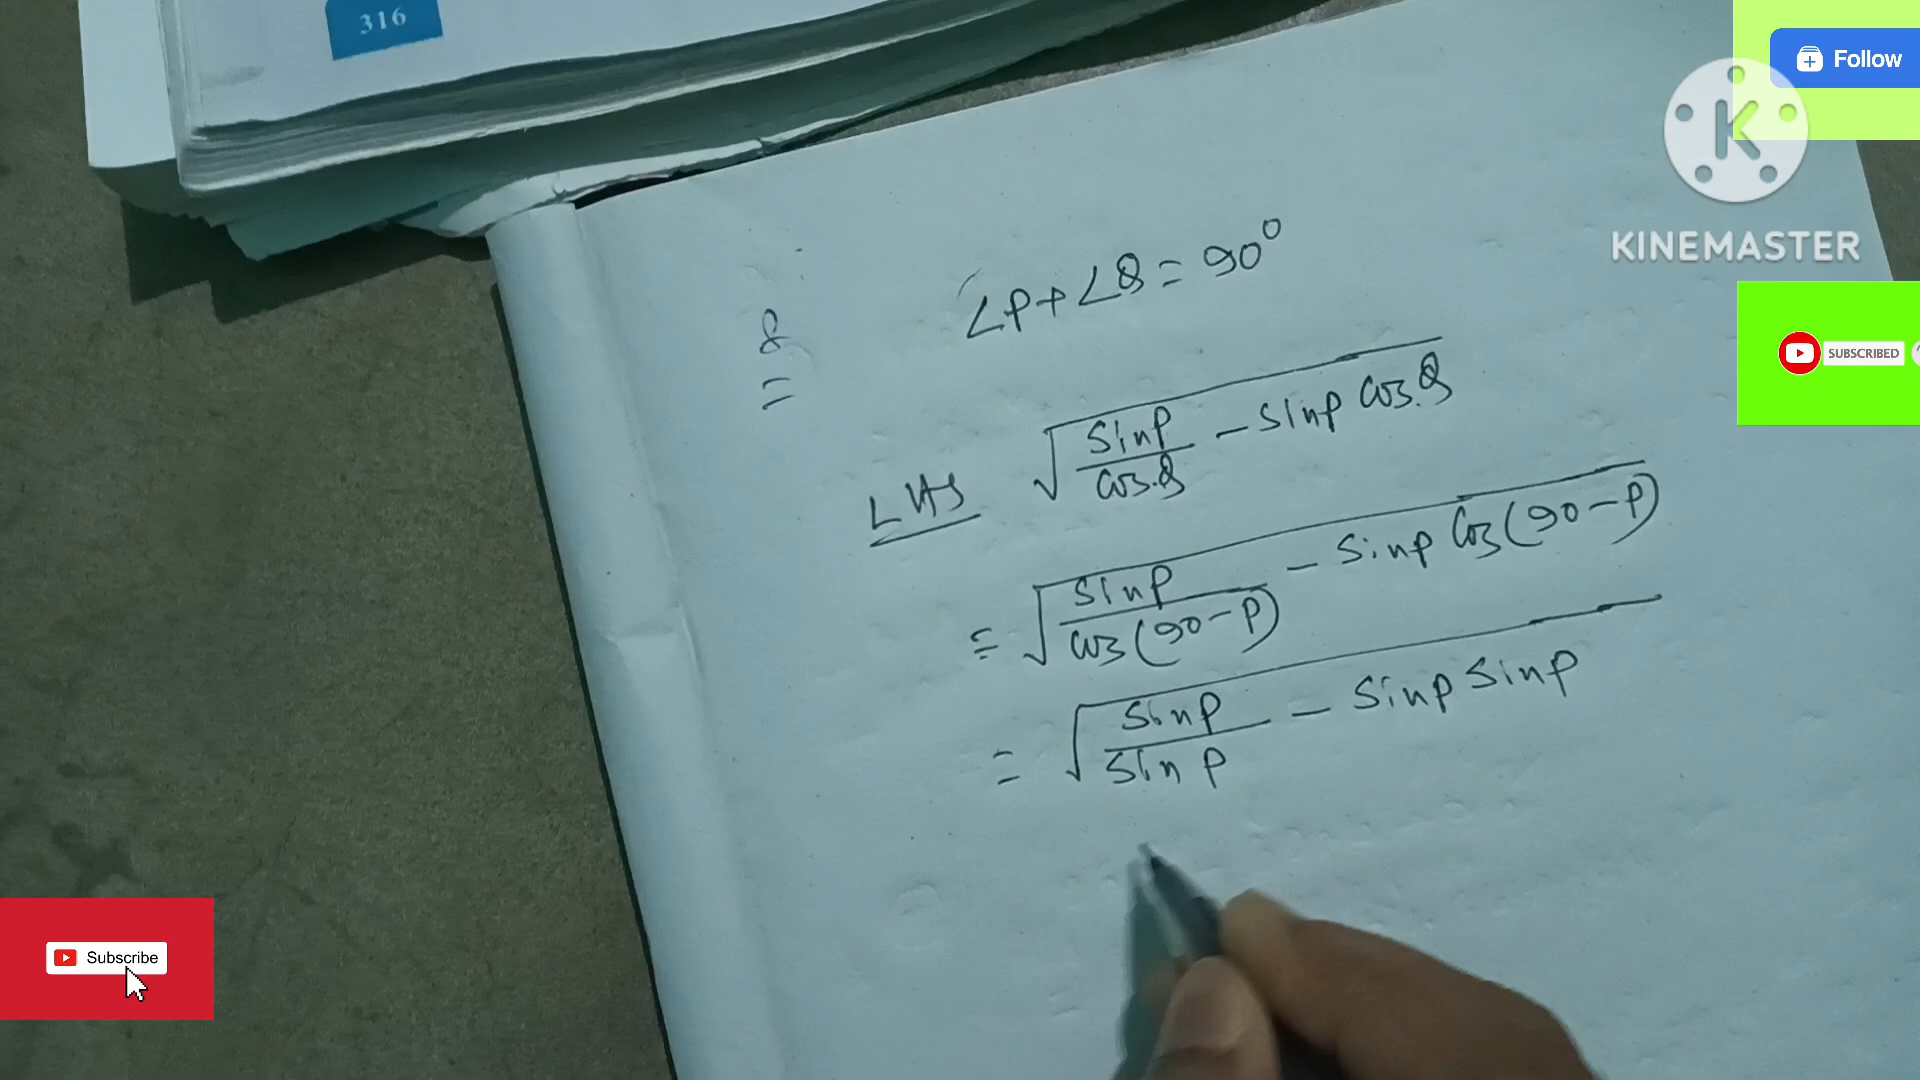 316
Follow
KINEMASTER
SUBSCRIBED
∠P+∠Q=90°
LHS √(sinP/cos.Q - sinP cos.Q)
= √(sinP/cos(90-P) - sinP cos(90-P))
= √(sinP/sinP - sinP sinP)
Subscribe